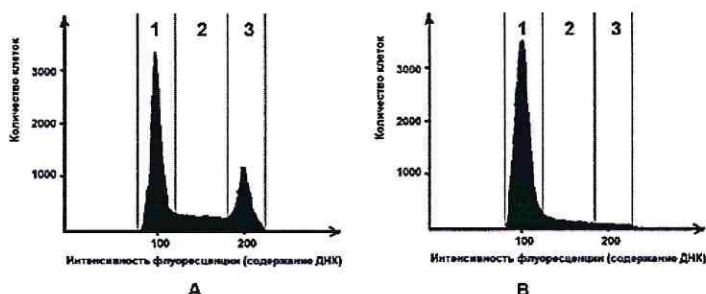 1 2 3
Количество клеток
3000
2000
1000
100 200
Интенсивность флуоресценции (содержание ДНК)
А
1 2 3
Количество клеток
3000
2000
1000
100 200
Интенсивность флуоресценции (содержание ДНК)
В